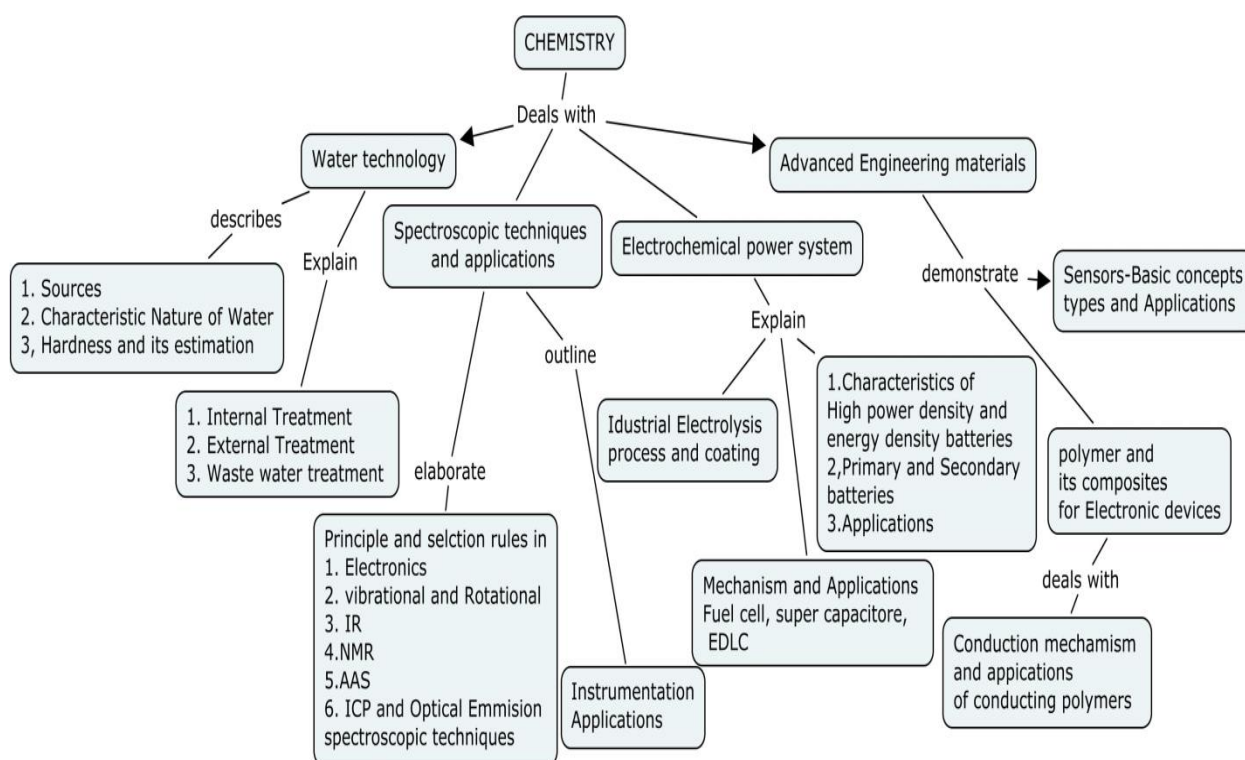 CHEMISTRY
Deals with
Water technology
Advanced Engineering materials
describes
Spectroscopic techniques
and applications
Electrochemical power system
Explain
demonstrate
Sensors-Basic concepts
types and Applications
1. Sources
2. Characteristic Nature of Water
3, Hardness and its estimation
Explain
outline
1.Characteristics of
High power density and
energy density batteries
2,Primary and Secondary
batteries
3.Applications
1. Internal Treatment
2. External Treatment
3. Waste water treatment
Idustrial Electrolysis
process and coating
polymer and
its composites
for Electronic devices
elaborate
Principle and selction rules in
1. Electronics
2. vibrational and Rotational
3. IR
4.NMR
5.AAS
6. ICP and Optical Emmision
spectroscopic techniques
Instrumentation
Applications
Mechanism and Applications
Fuel cell, super capacitore,
EDLC
deals with
Conduction mechamism
and appications
of conducting polymers